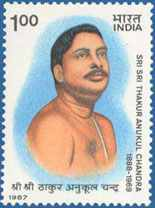 1.00
भारत
INDIA
SRI SRI THAKUR ANUKUL CHANDRA
1888-1969
श्री श्री ठाकुर अनुकूल चन्द्र
1987